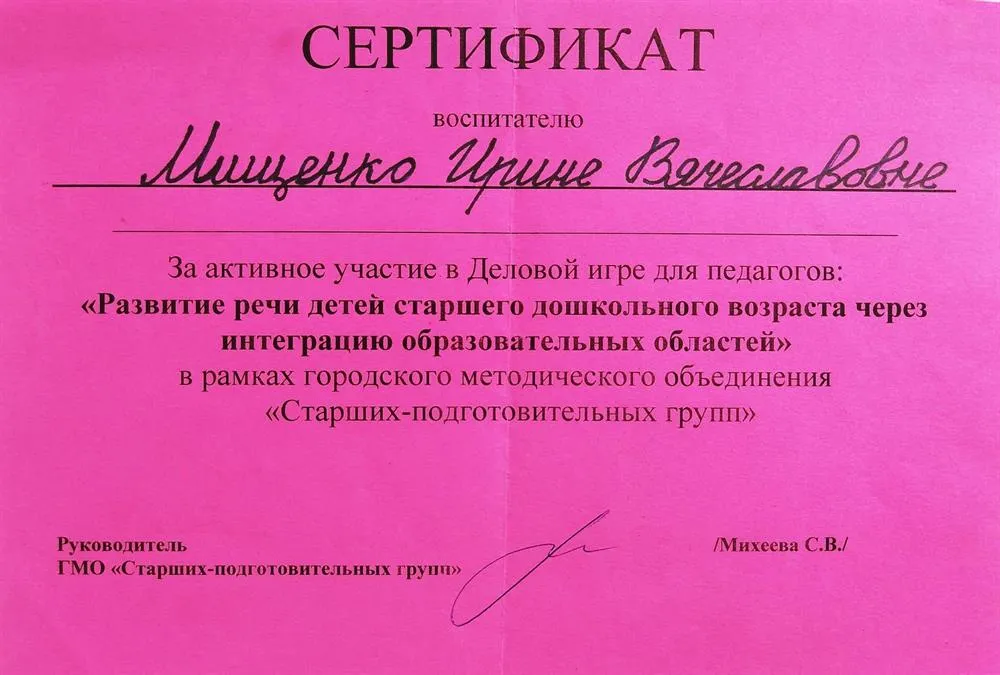 СЕРТИФИКАТ
воспитателю
Мищенко Ирине Вячеславовне
За активное участие в Деловой игре для педагогов:
«Развитие речи детей старшего дошкольного возраста через
интеграцию образовательных областей»
в рамках городского методического объединения
«Старших-подготовительных групп»
Руководитель
ГМО «Старших-подготовительных групп»
/Михеева С.В./